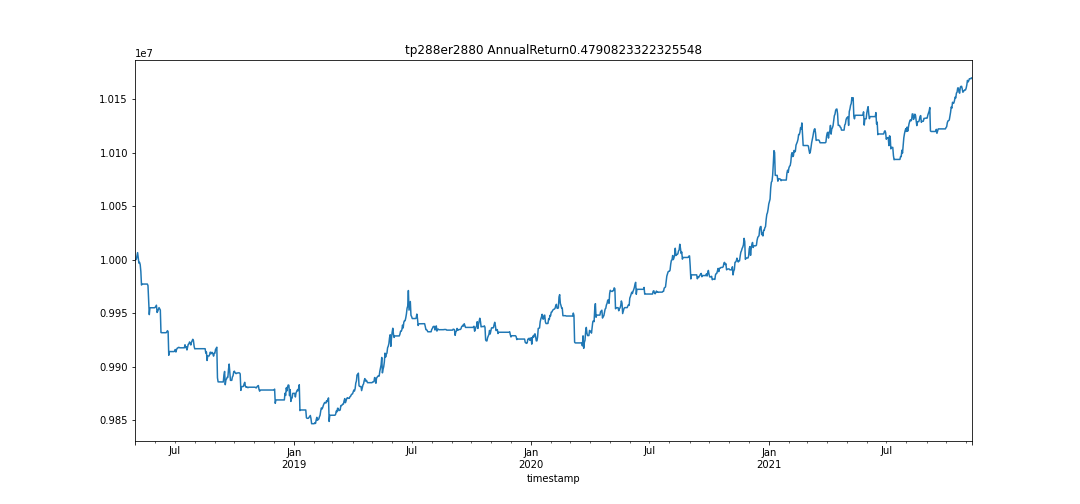 tp288er2880 AnnualReturn0.4790823322325548
1e7
1.015
1.010
1.005
1.000
0.995
0.990
0.985
Jul Jan Jul Jan Jul Jan Jul
2019 2020 2021
timestamp